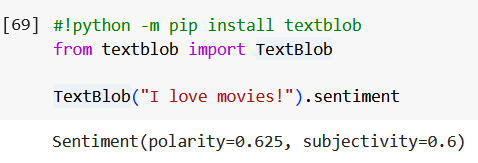 [69] #!python -m pip install textblob
from textblob import TextBlob
TextBlob("I love movies!").sentiment
Sentiment(polarity=0.625, subjectivity=0.6)